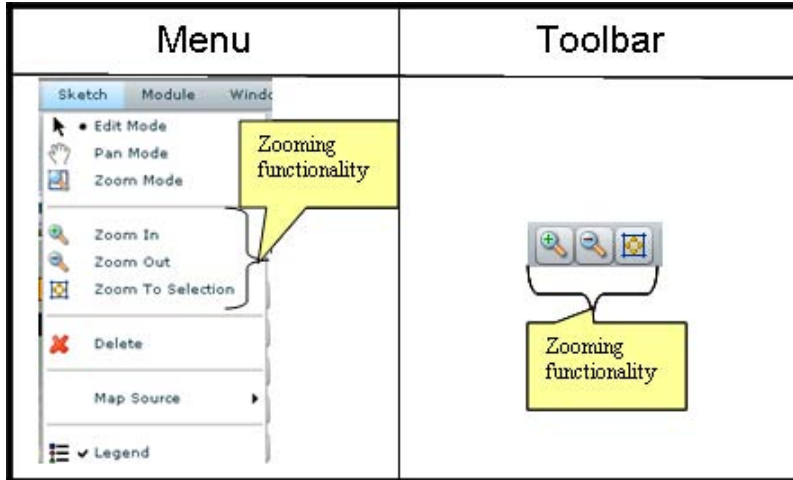 Menu
Toolbar
Sketch Module
Edit Mode
Pan Mode
Zoom Mode
Zooming
functionality
Zoom In
Zoom Out
Zoom To Selection
Delete
Map Source
Legend
Zooming
functionality